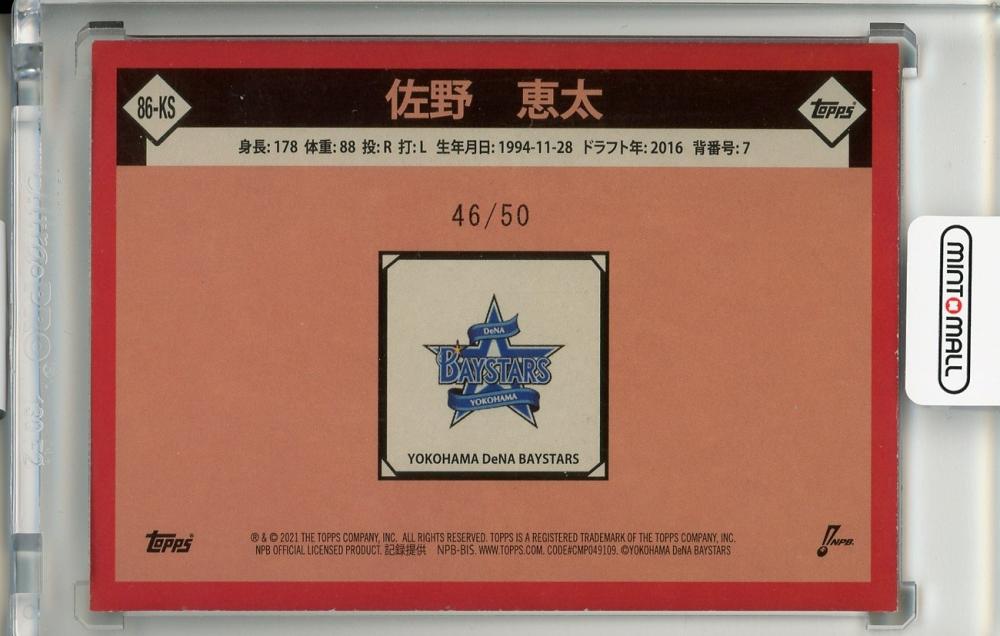 86-KS
佐野 恵太
topps
身長: 178 体重: 88 投: R 打: L 生年月日: 1994-11-28 ドラフト年: 2016 背番号: 7
46/50
DeNA
BAYSTARS
YOKOHAMA
YOKOHAMA DeNA BAYSTARS
topps
® & © 2021 THE TOPPS COMPANY, INC. ALL RIGHTS RESERVED. TOPPS IS A REGISTERED TRADEMARK OF THE TOPPS COMPANY, INC.
NPB OFFICIAL LICENSED PRODUCT. 記録提供 NPB-BIS. WWW.TOPPS.COM. CODE#CMP049109. ©YOKOHAMA DeNA BAYSTARS
NPB.
MINT MALL